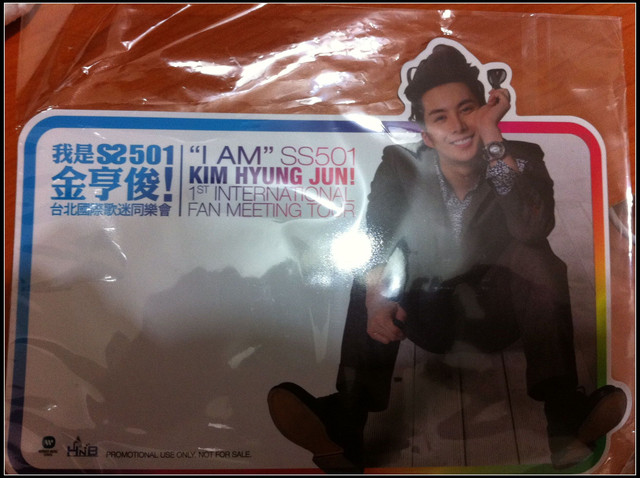 我是SS501
金亨俊!
台北國際歌迷同樂會
"I AM" SS501
KIM HYUNG JUN!
1ST INTERNATIONAL
FAN MEETING TOUR
HNB
PROMOTIONAL USE ONLY. NOT FOR SALE.